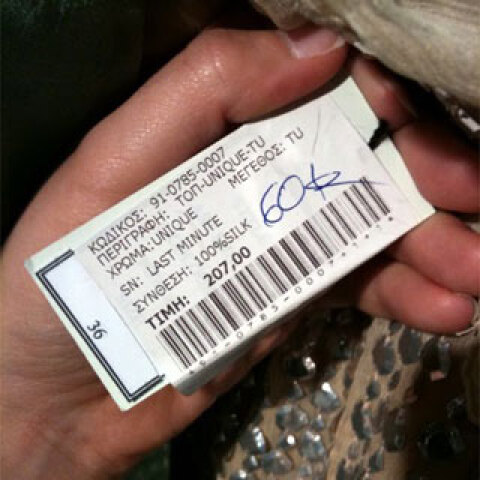 ΚΩΔΙΚΟΣ: 91-0785-0007
ΠΕΡΙΓΡΑΦΗ: ΤΟΠ-UNIQUE-TU
ΧΡΩΜΑ:UNIQUE ΜΕΓΕΘΟΣ: TU
SN: LAST MINUTE
ΣΥΝΘΕΣΗ: 100%SILK
60€
ΤΙΜΗ: 207.00
36